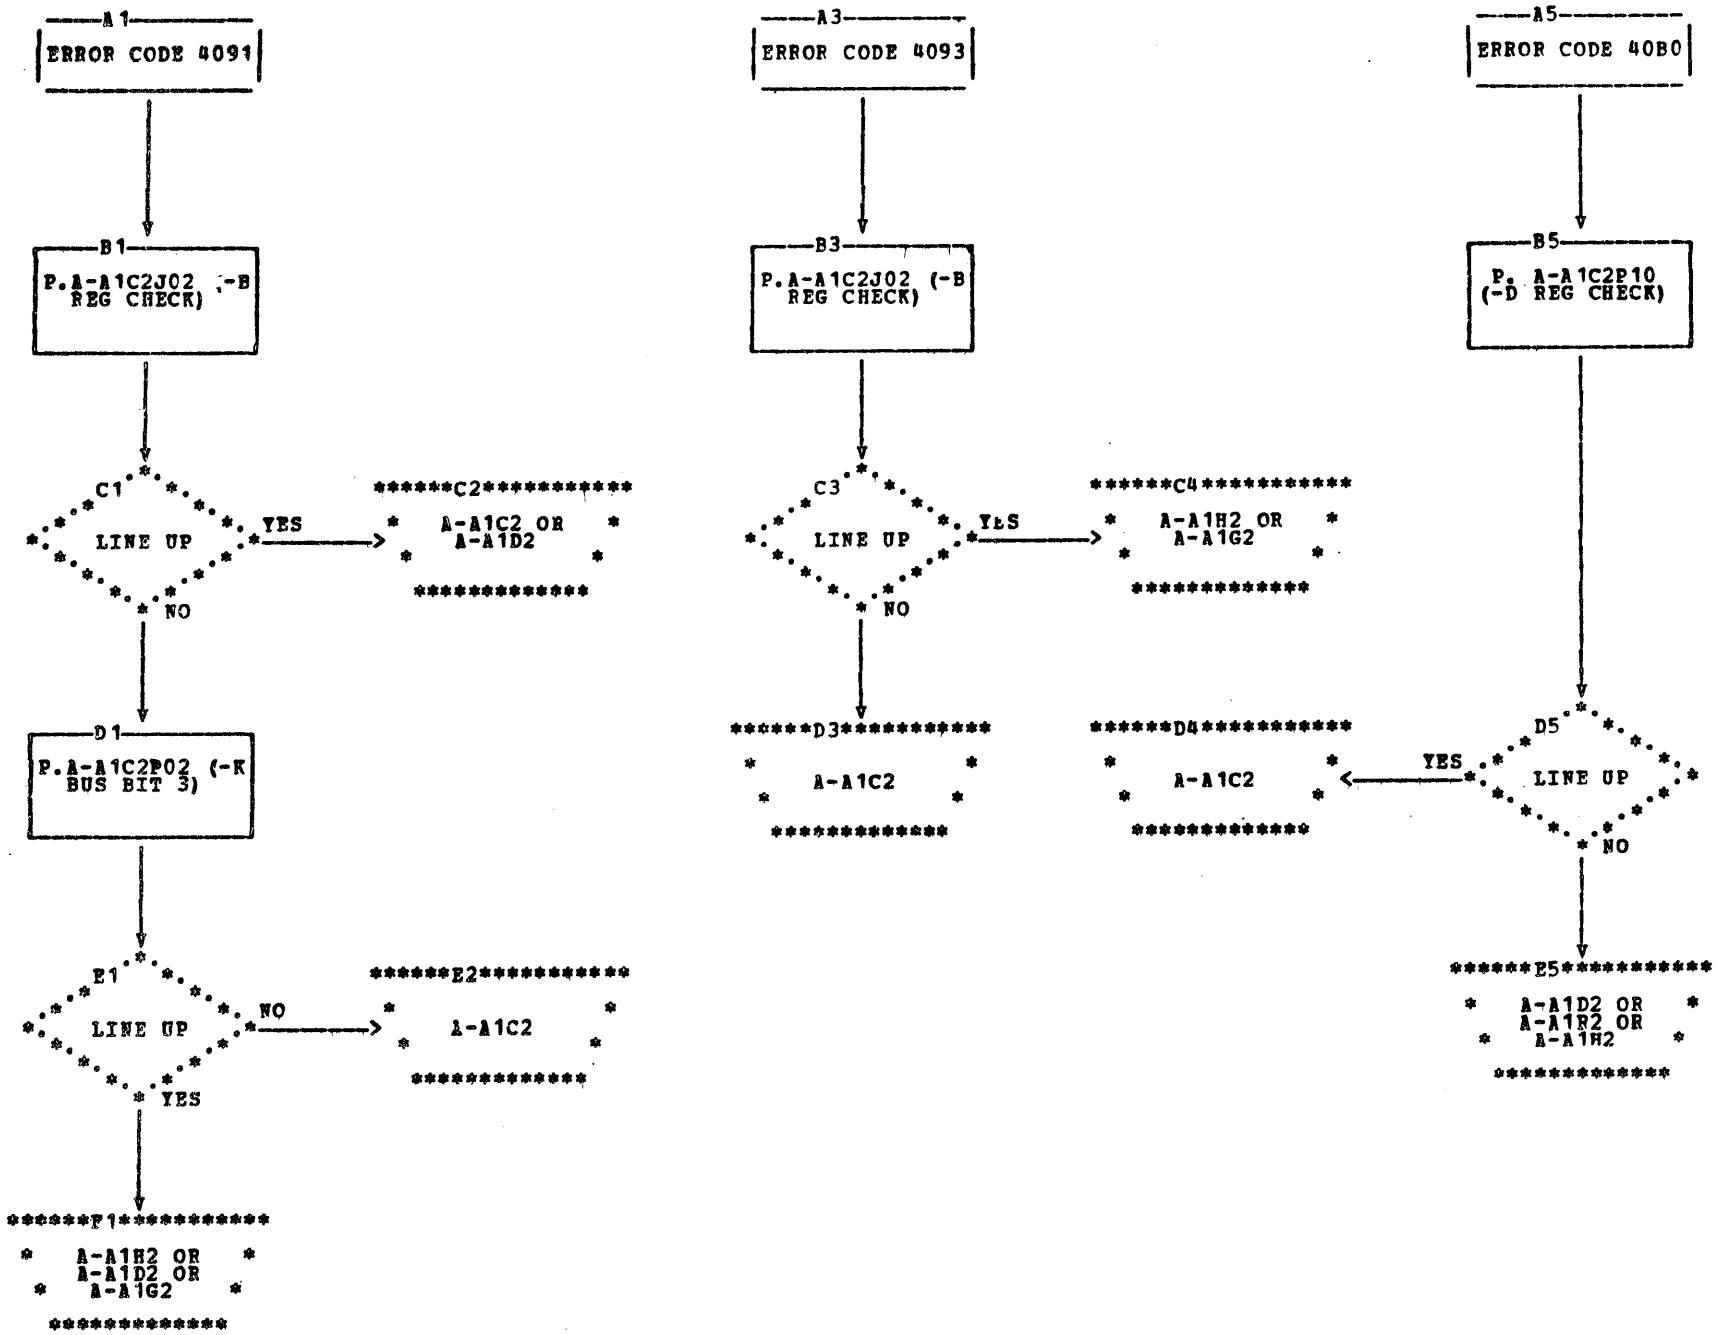 A1
ERROR CODE 4091
B1
P.A-A1C2J02 (-B
REG CHECK)
C1
LINE UP
YES
NO
C2
A-A1C2 OR
A-A1D2
D1
P.A-A1C2P02 (-K
BUS BIT 3)
E1
LINE UP
NO
YES
E2
A-A1C2
F1
A-A1H2 OR
A-A1D2 OR
A-A1G2
A3
ERROR CODE 4093
B3
P.A-A1C2J02 (-B
REG CHECK)
C3
LINE UP
YES
NO
C4
A-A1H2 OR
A-A1G2
D3
A-A1C2
A5
ERROR CODE 40B0
B5
P. A-A1C2P10
(-D REG CHECK)
D5
LINE UP
YES
NO
D4
A-A1C2
E5
A-A1D2 OR
A-A1R2 OR
A-A1H2